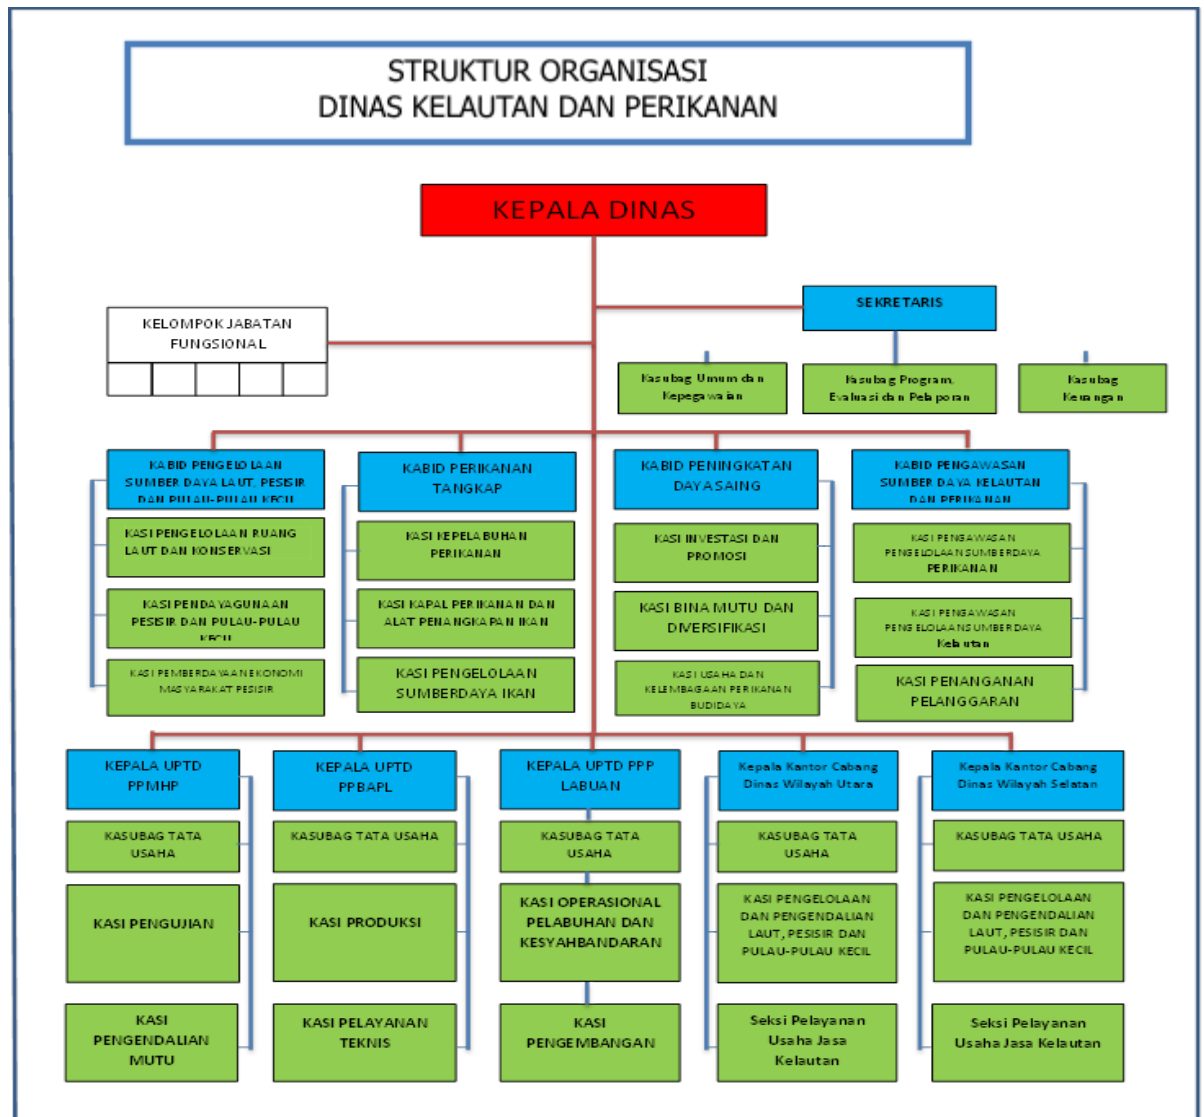 STRUKTUR ORGANISASI
DINAS KELAUTAN DAN PERIKANAN
KEPALA DINAS
SEKRETARIS
KELOMPOK JABATAN
FUNGSIONAL
Kasubag Umum dan
Kepegawaian
Kasubag Program,
Evaluasi dan Pelaporan
Kasubag
Keuangan
KABID PENGELOLAAN
SUMBER DAYA LAUT, PESISIR
DAN PULAU-PULAU KECIL
KABID PERIKANAN
TANGKAP
KABID PENINGKATAN
DAYA SAING
KABID PENGAWASAN
SUMBER DAYA KELAUTAN
DAN PERIKANAN
KASI PENGELOLAAN RUANG
LAUT DAN KONSERVASI
KASI KEPELABUHAN
PERIKANAN
KASI INVESTASI DAN
PROMOSI
KASI PENGAWASAN
PENGELOLAAN SUMBERDAYA
PERIKANAN
KASI PENDAYAGUNAAN
PESISIR DAN PULAU-PULAU
KECIL
KASI KAPAL PERIKANAN DAN
ALAT PENANGKAPAN IKAN
KASI BINA MUTU DAN
DIVERSIFIKASI
KASI PENGAWASAN
PENGELOLAAN SUMBERDAYA
Kelautan
KASI PEMBERDAYAAN EKONOMI
MASYARAKAT PESISIR
KASI PENGELOLAAN
SUMBERDAYA IKAN
KASI USAHA DAN
KELEMBAGAAN PERIKANAN
BUDIDAYA
KASI PENANGANAN
PELANGGARAN
KEPALA UPTD
PPMHP
KEPALA UPTD
PPBAPL
KEPALA UPTD PPP
LABUAN
Kepala Kantor Cabang
Dinas Wilayah Utara
Kepala Kantor Cabang
Dinas Wilayah Selatan
KASUBAG TATA
USAHA
KASUBAG TATA USAHA
KASUBAG TATA
USAHA
KASUBAG TATA
USAHA
KASUBAG TATA USAHA
KASI PENGUJIAN
KASI PRODUKSI
KASI OPERASIONAL
PELABUHAN DAN
KESYAHBANDARAN
KASI PENGELOLAAN
DAN PENGENDALIAN
LAUT, PESISIR DAN
PULAU-PULAU KECIL
KASI PENGELOLAAN
DAN PENGENDALIAN
LAUT, PESISIR DAN
PULAU-PULAU KECIL
KASI
PENGENDALIAN
MUTU
KASI PELAYANAN
TEKNIS
KASI
PENGEMBANGAN
Seksi Pelayanan
Usaha Jasa
Kelautan
Seksi Pelayanan
Usaha Jasa Kelautan